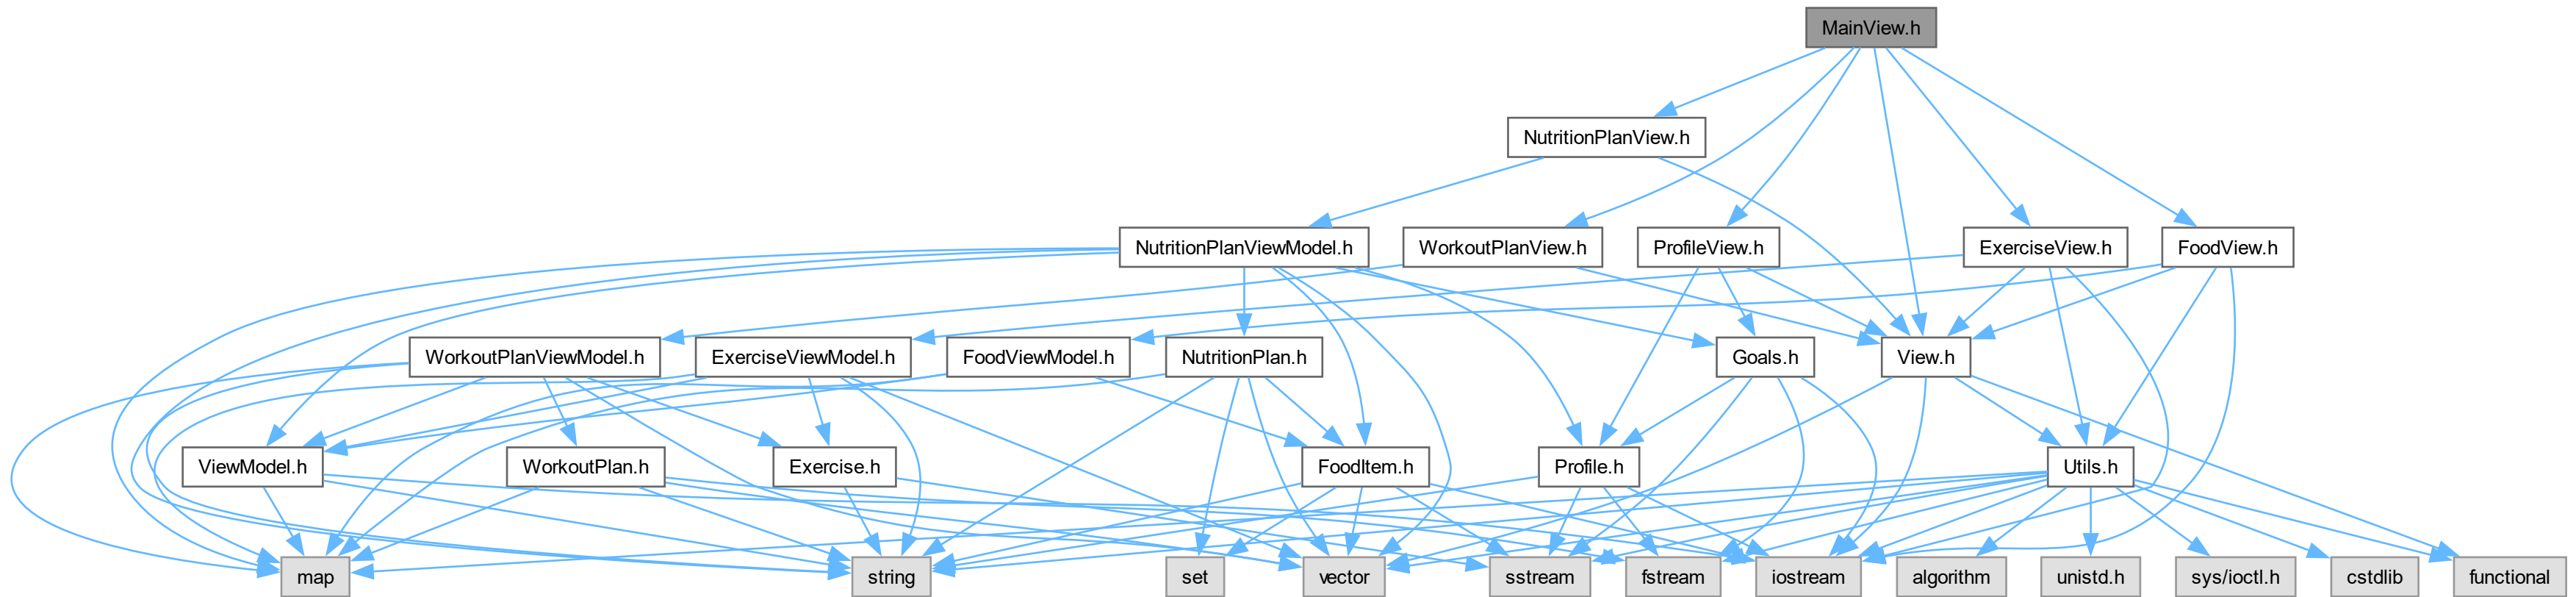 MainView.h
NutritionPlanView.h
NutritionPlanViewModel.h
WorkoutPlanView.h
ProfileView.h
ExerciseView.h
FoodView.h
WorkoutPlanViewModel.h
ExerciseViewModel.h
FoodViewModel.h
NutritionPlan.h
Goals.h
View.h
ViewModel.h
WorkoutPlan.h
Exercise.h
FoodItem.h
Profile.h
Utils.h
map
string
set
vector
sstream
fstream
iostream
algorithm
unistd.h
sys/ioctl.h
cstdlib
functional